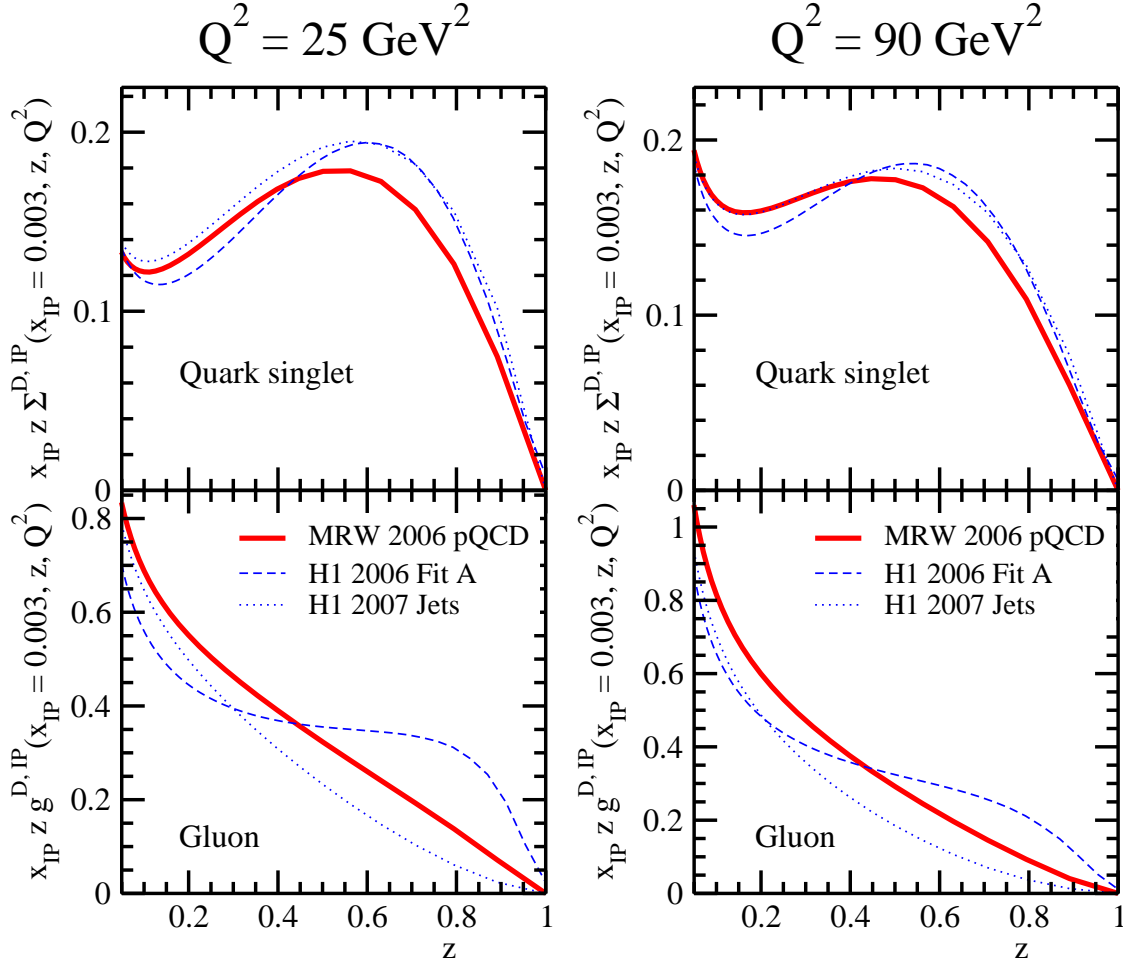 Q² = 25 GeV²
Q² = 90 GeV²
x_IP z Σ^D, IP(x_IP = 0.003, z, Q²)
0.2
0.1
0
Quark singlet
x_IP z Σ^D, IP(x_IP = 0.003, z, Q²)
0.2
0.1
0
Quark singlet
x_IP z g^D, IP(x_IP = 0.003, z, Q²)
0.8
0.6
0.4
0.2
0
MRW 2006 pQCD
H1 2006 Fit A
H1 2007 Jets
Gluon
0.2 0.4 0.6 0.8 1
z
x_IP z g^D, IP(x_IP = 0.003, z, Q²)
1
0.8
0.6
0.4
0.2
0
MRW 2006 pQCD
H1 2006 Fit A
H1 2007 Jets
Gluon
0.2 0.4 0.6 0.8 1
z